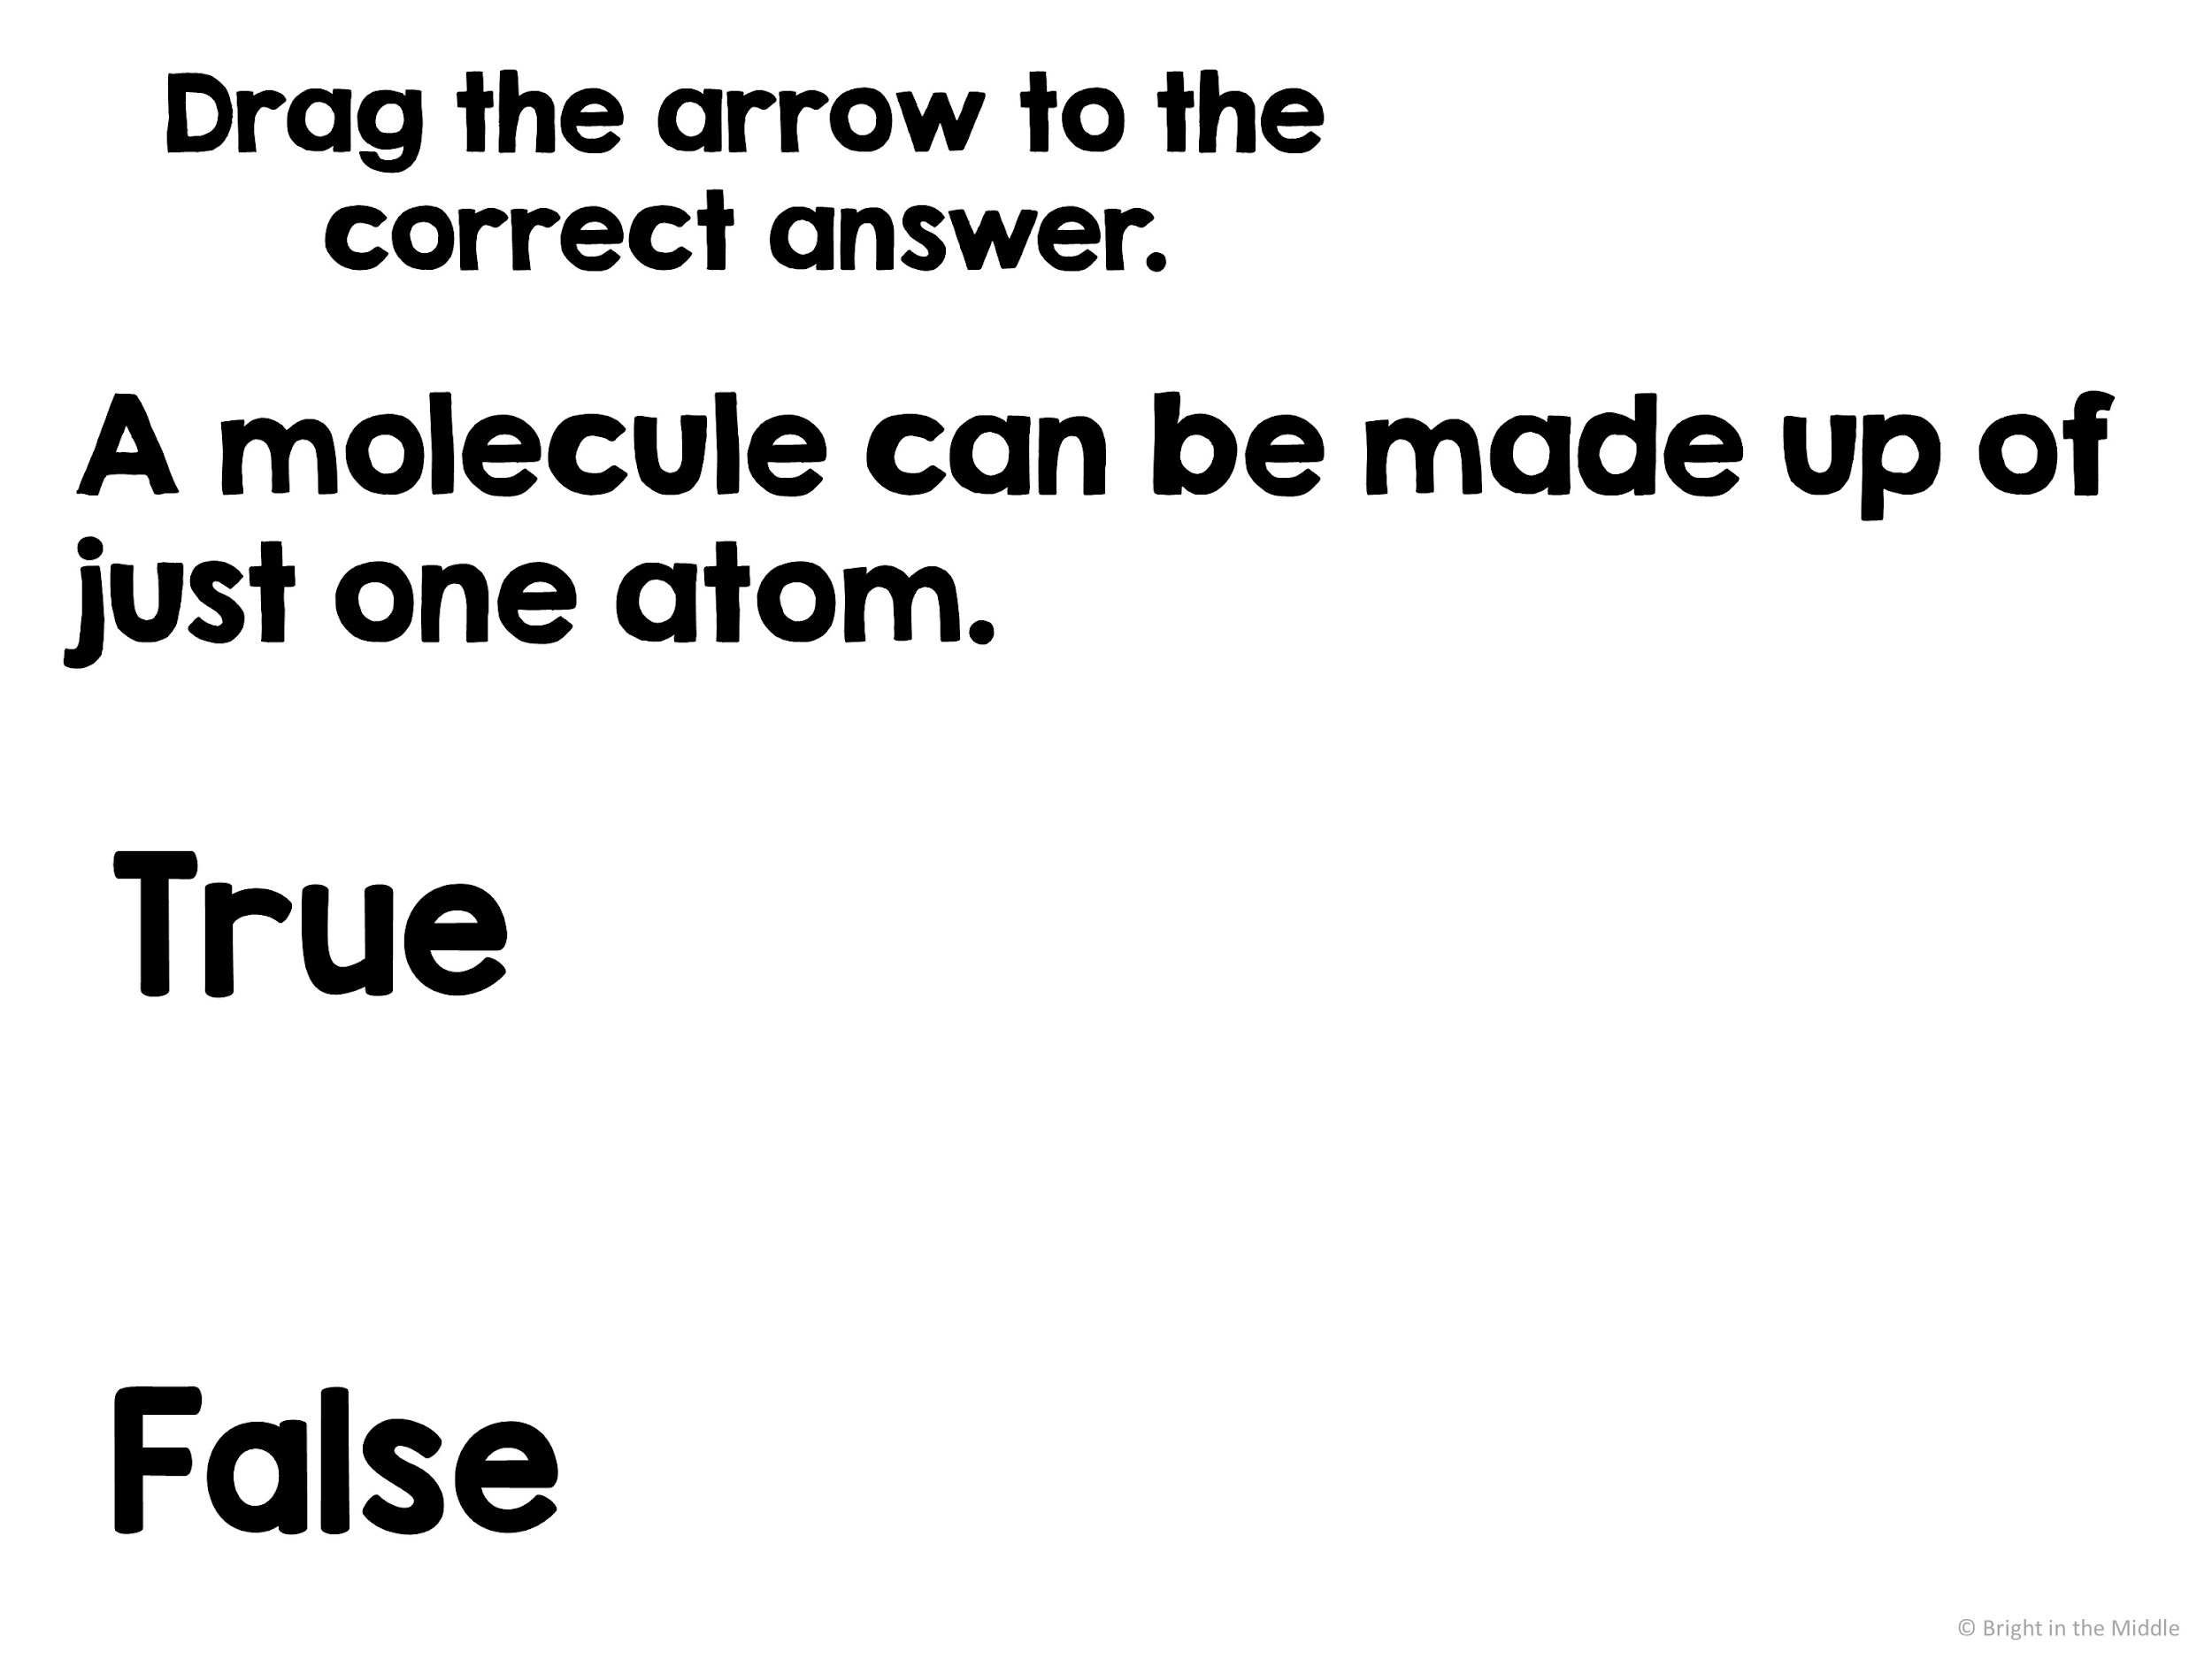 Drag the arrow to the
correct answer.
A molecule can be made up of
just one atom.
True
False
© Bright in the Middle